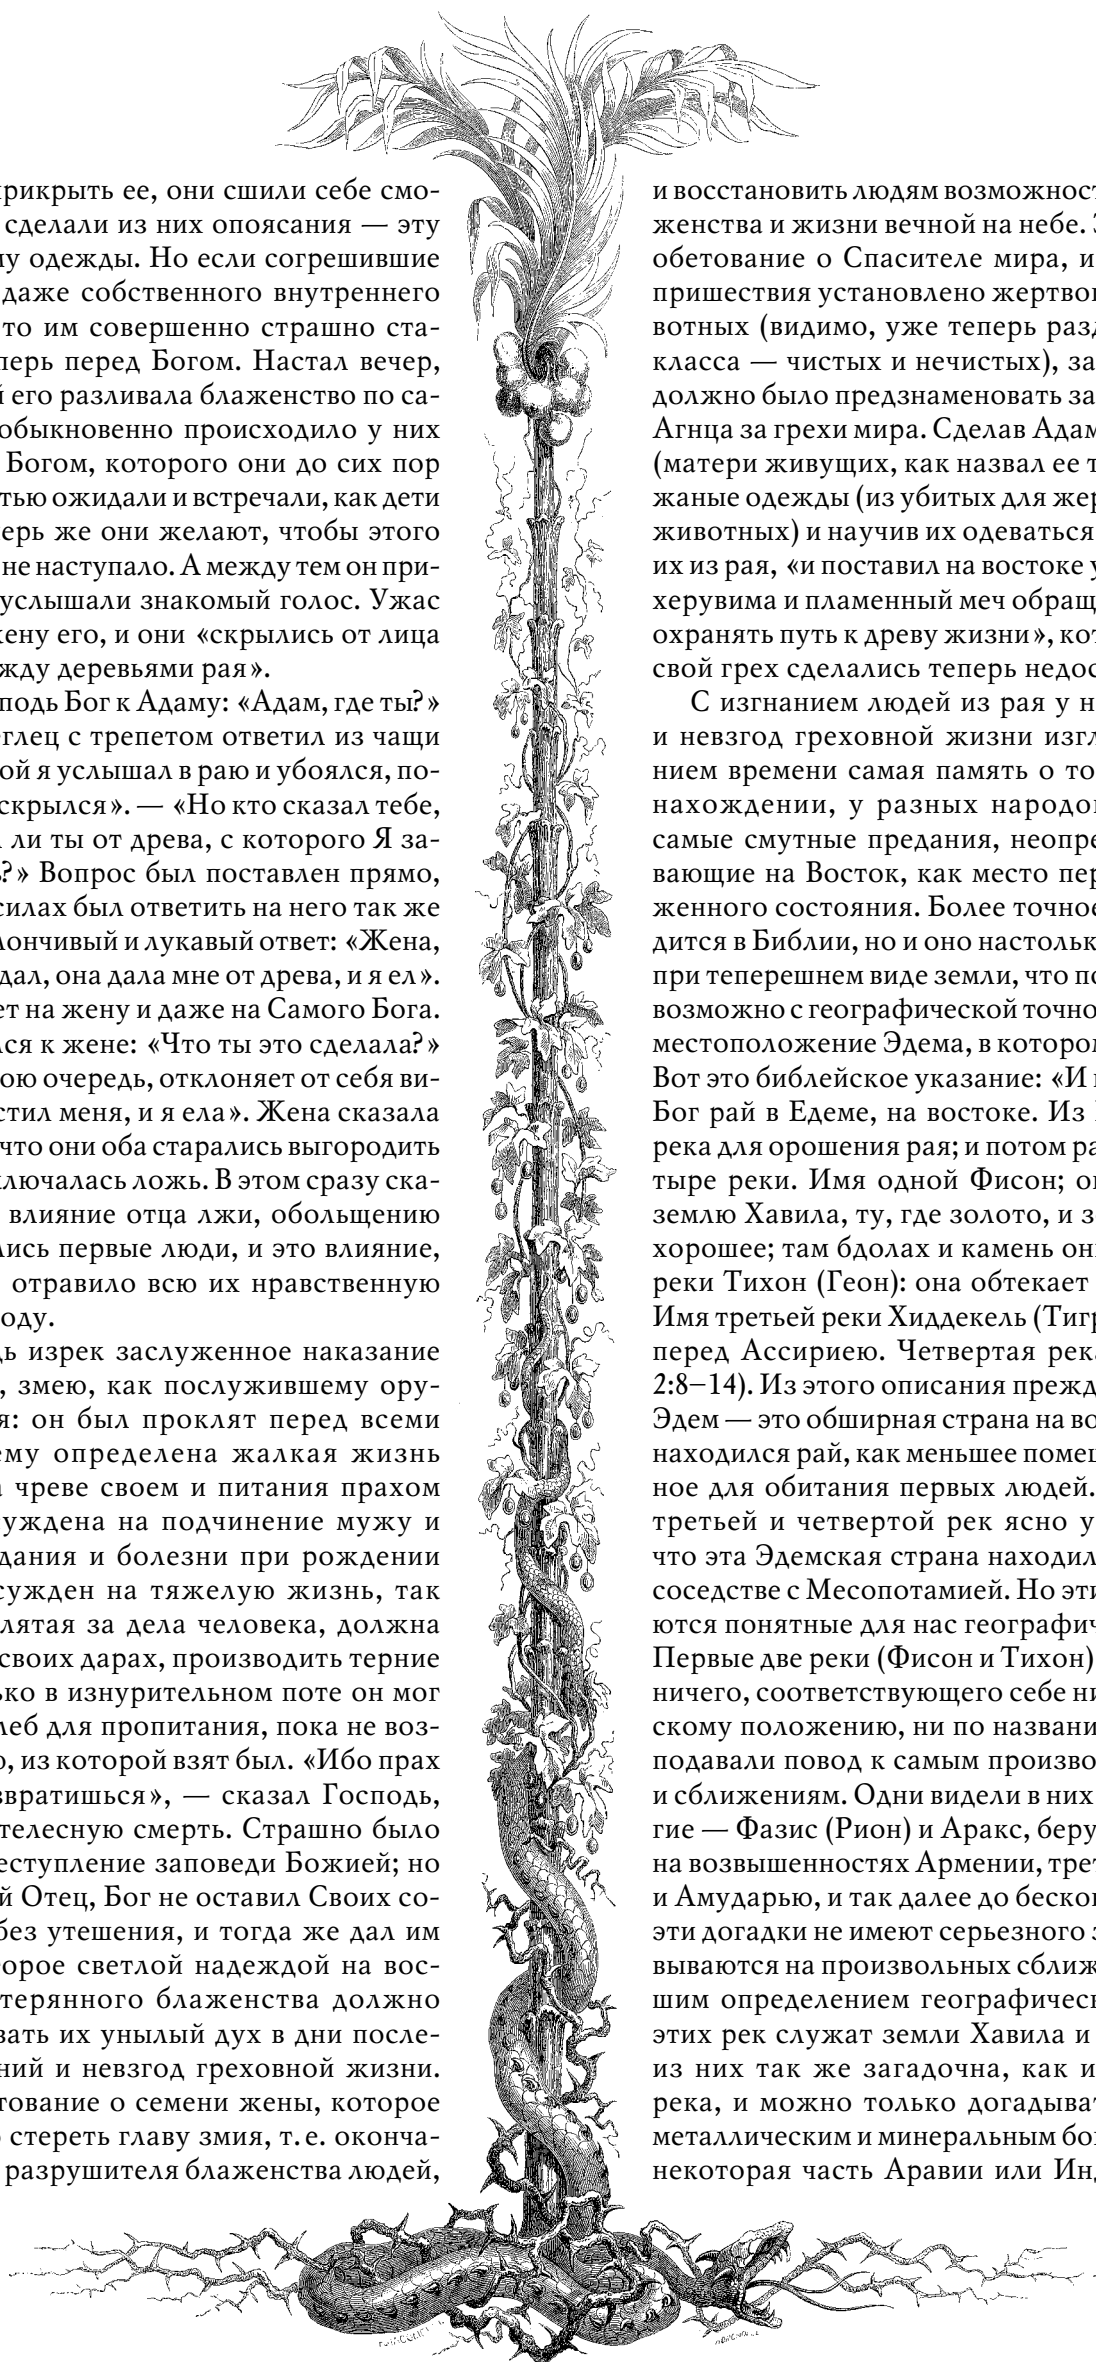 прикрыть ее, они сшили себе смо-
сделали из них опоясания — эту
му одежды. Но если согрешившие
даже собственного внутреннего
то им совершенно страшно ста-
перь перед Богом. Настал вечер,
й его разливала блаженство по са-
обыкновенно происходило у них
Богом, которого они до сих пор
тью ожидали и встречали, как дети
ерь же они желают, чтобы этого
не наступало. А между тем он при-
услышали знакомый голос. Ужас
жену его, и они «скрылись от лица
жду деревьями рая».
подь Бог к Адаму: «Адам, где ты?»
еглец с трепетом ответил из чащи
ой я услышал в раю и убоялся, по-
скрылся». — «Но кто сказал тебе,
ли ты от древа, с которого Я за-
?» Вопрос был поставлен прямо,
силах был ответить на него так же
лончивый и лукавый ответ: «Жена,
дал, она дала мне от древа, и я ел».
ет на жену и даже на Самого Бога.
лся к жене: «Что ты это сделала?»
ою очередь, отклоняет от себя ви-
стил меня, и я ела». Жена сказала
что они оба старались выгородить
ключалась ложь. В этом сразу ска-
влияние отца лжи, обольщению
лись первые люди, и это влияние,
отравило всю их нравственную
оду.
дь изрек заслуженное наказание
, змею, как послужившему ору-
я: он был проклят перед всеми
ему определена жалкая жизнь
а чреве своем и питания прахом
уждена на подчинение мужу и
дания и болезни при рождении
сужден на тяжелую жизнь, так
лятая за дела человека, должна
своих дарах, производить терние
ько в изнурительном поте он мог
леб для пропитания, пока не воз-
ю, из которой взят был. «Ибо прах
звратишься», — сказал Господь,
телесную смерть. Страшно было
еступление заповеди Божией; но
й Отец, Бог не оставил Своих со-
без утешения, и тогда же дал им
орое светлой надеждой на вос-
терянного блаженства должно
вать их унылый дух в дни после-
ний и невзгод греховной жизни.
тование о семени жены, которое
стереть главу змия, т. е. оконча-
разрушителя блаженства людей,
и восстановить людям возможност
женства и жизни вечной на небе.
обетование о Спасителе мира, и
пришествия установлено жертво
вотных (видимо, уже теперь разд
класса — чистых и нечистых), за
должно было предзнаменовать за
Агнца за грехи мира. Сделав Адам
(матери живущих, как назвал ее т
жаные одежды (из убитых для жер
животных) и научив их одеваться
их из рая, «и поставил на востоке у
херувима и пламенный меч обращ
охранять путь к древу жизни», кот
свой грех сделались теперь недос
С изгнанием людей из рая у н
и невзгод греховной жизни изгл
нием времени самая память о то
нахождении, у разных народо
самые смутные предания, неопре
вающие на Восток, как место пер
женного состояния. Более точное
дится в Библии, но и оно настольк
при теперешнем виде земли, что по
возможно с географической точно
местоположение Эдема, в котором
Вот это библейское указание: «И
Бог рай в Едеме, на востоке. Из
река для орошения рая; и потом ра
тыре реки. Имя одной Фисон; о
землю Хавила, ту, где золото, и з
хорошее; там бдолах и камень он
реки Тихон (Геон): она обтекает
Имя третьей реки Хиддекель (Тигр
перед Ассириею. Четвертая река
2:8–14). Из этого описания прежд
Эдем — это обширная страна на во
находился рай, как меньшее помещ
ное для обитания первых людей.
третьей и четвертой рек ясно у
что эта Эдемская страна находил
соседстве с Месопотамией. Но эти
ются понятные для нас географич
Первые две реки (Фисон и Тихон)
ничего, соответствующего себе ни
скому положению, ни по названи
подавали повод к самым произво
и сближениям. Одни видели в них
гие — Фазис (Рион) и Аракс, беру
на возвышенностях Армении, трет
и Амударью, и так далее до беско
эти догадки не имеют серьезного з
вываются на произвольных сближ
шим определением географическ
этих рек служат земли Хавила и
из них так же загадочна, как и
река, и можно только догадыват
металлическим и минеральным бо
некоторая часть Аравии или Инд